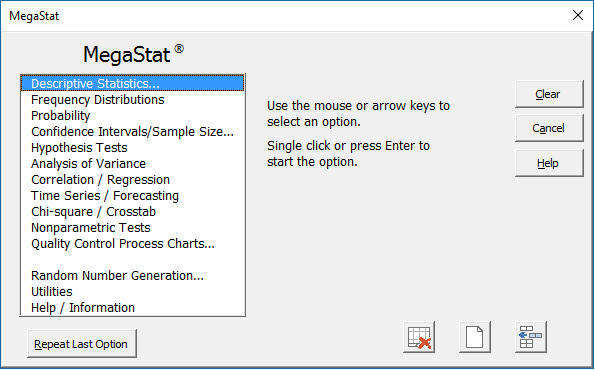 MegaStat
MegaStat ®
Descriptive Statistics...
Frequency Distributions
Probability
Confidence Intervals/Sample Size...
Hypothesis Tests
Analysis of Variance
Correlation / Regression
Time Series / Forecasting
Chi-square / Crosstab
Nonparametric Tests
Quality Control Process Charts...
Random Number Generation...
Utilities
Help / Information
Repeat Last Option
Use the mouse or arrow keys to
select an option.
Single click or press Enter to
start the option.
Clear
Cancel
Help